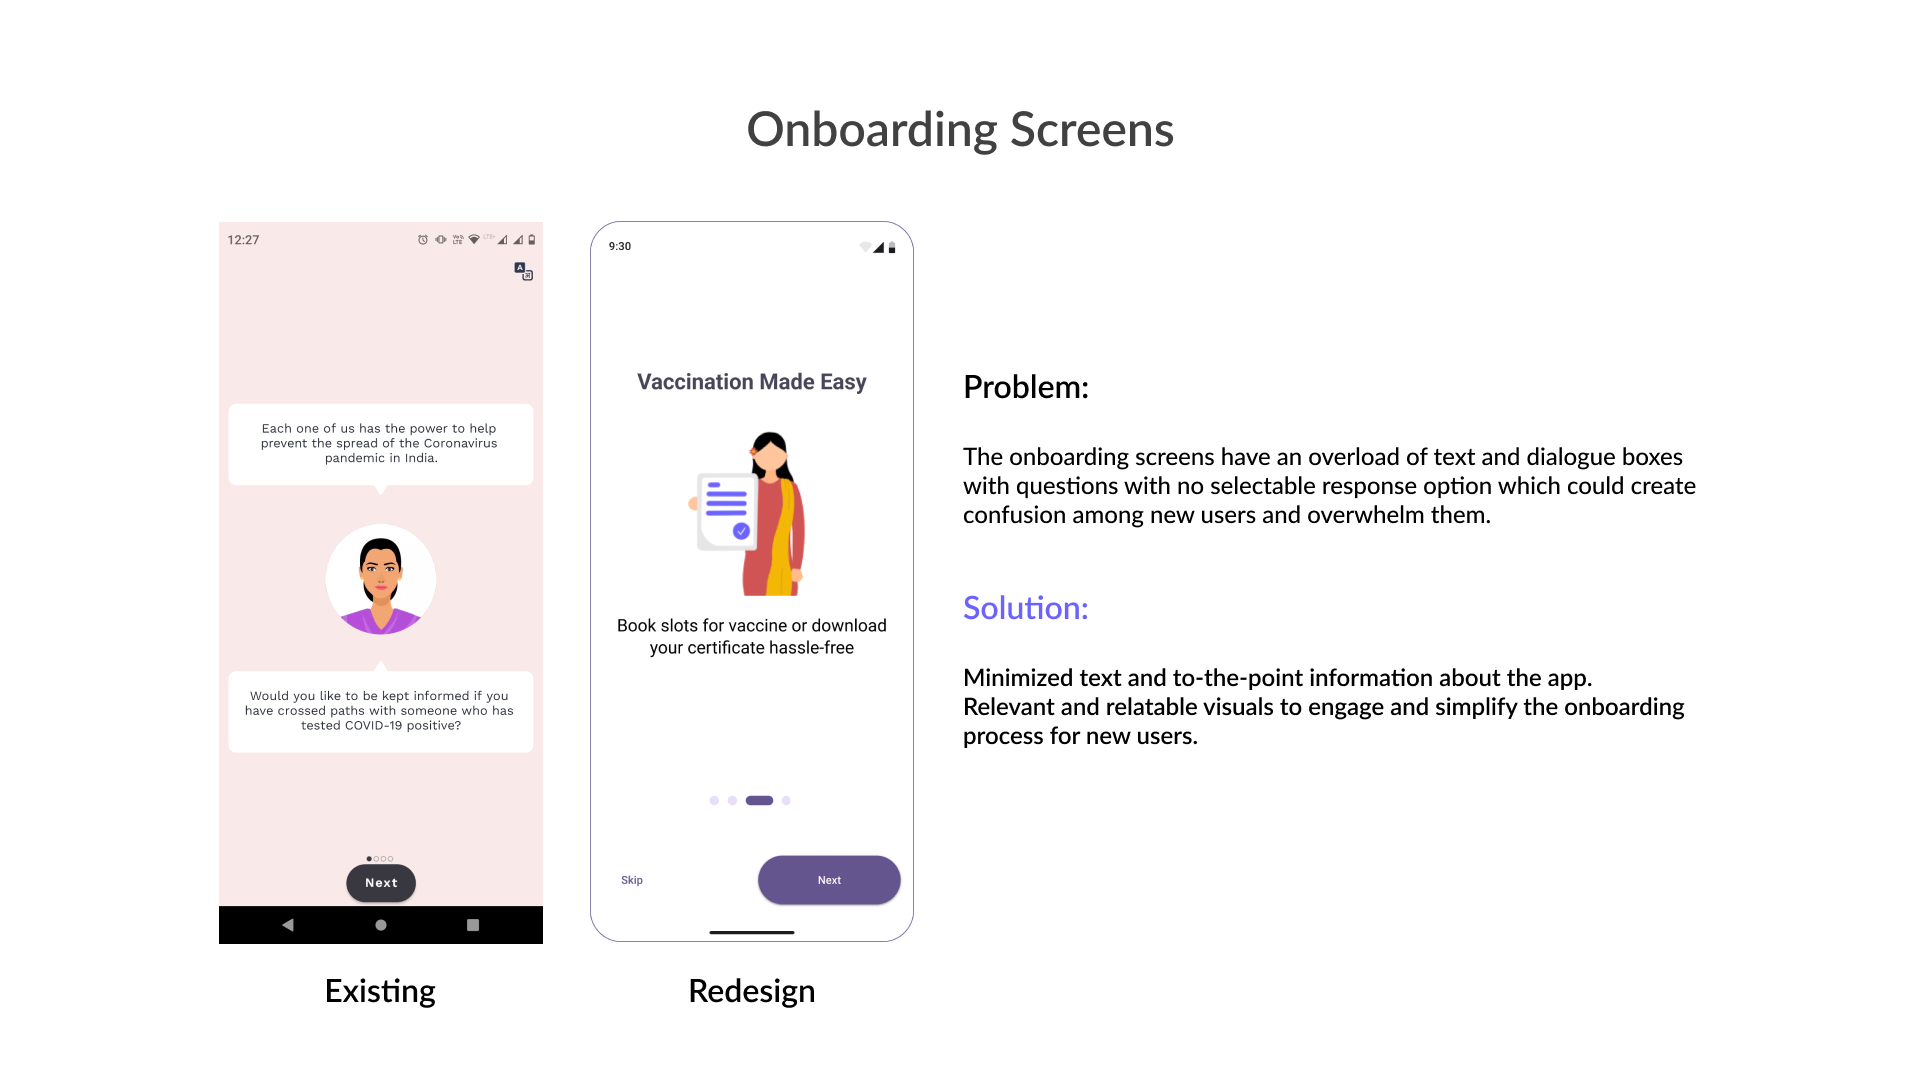 Onboarding Screens
12:27
Each one of us has the power to help
prevent the spread of the Coronavirus
pandemic in India.
Would you like to be kept informed if you
have crossed paths with someone who has
tested COVID-19 positive?
Next
Existing
9:30
Vaccination Made Easy
Book slots for vaccine or download
your certificate hassle-free
Skip
Next
Redesign
Problem:
The onboarding screens have an overload of text and dialogue boxes
with questions with no selectable response option which could create
confusion among new users and overwhelm them.
Solution:
Minimized text and to-the-point information about the app.
Relevant and relatable visuals to engage and simplify the onboarding
process for new users.